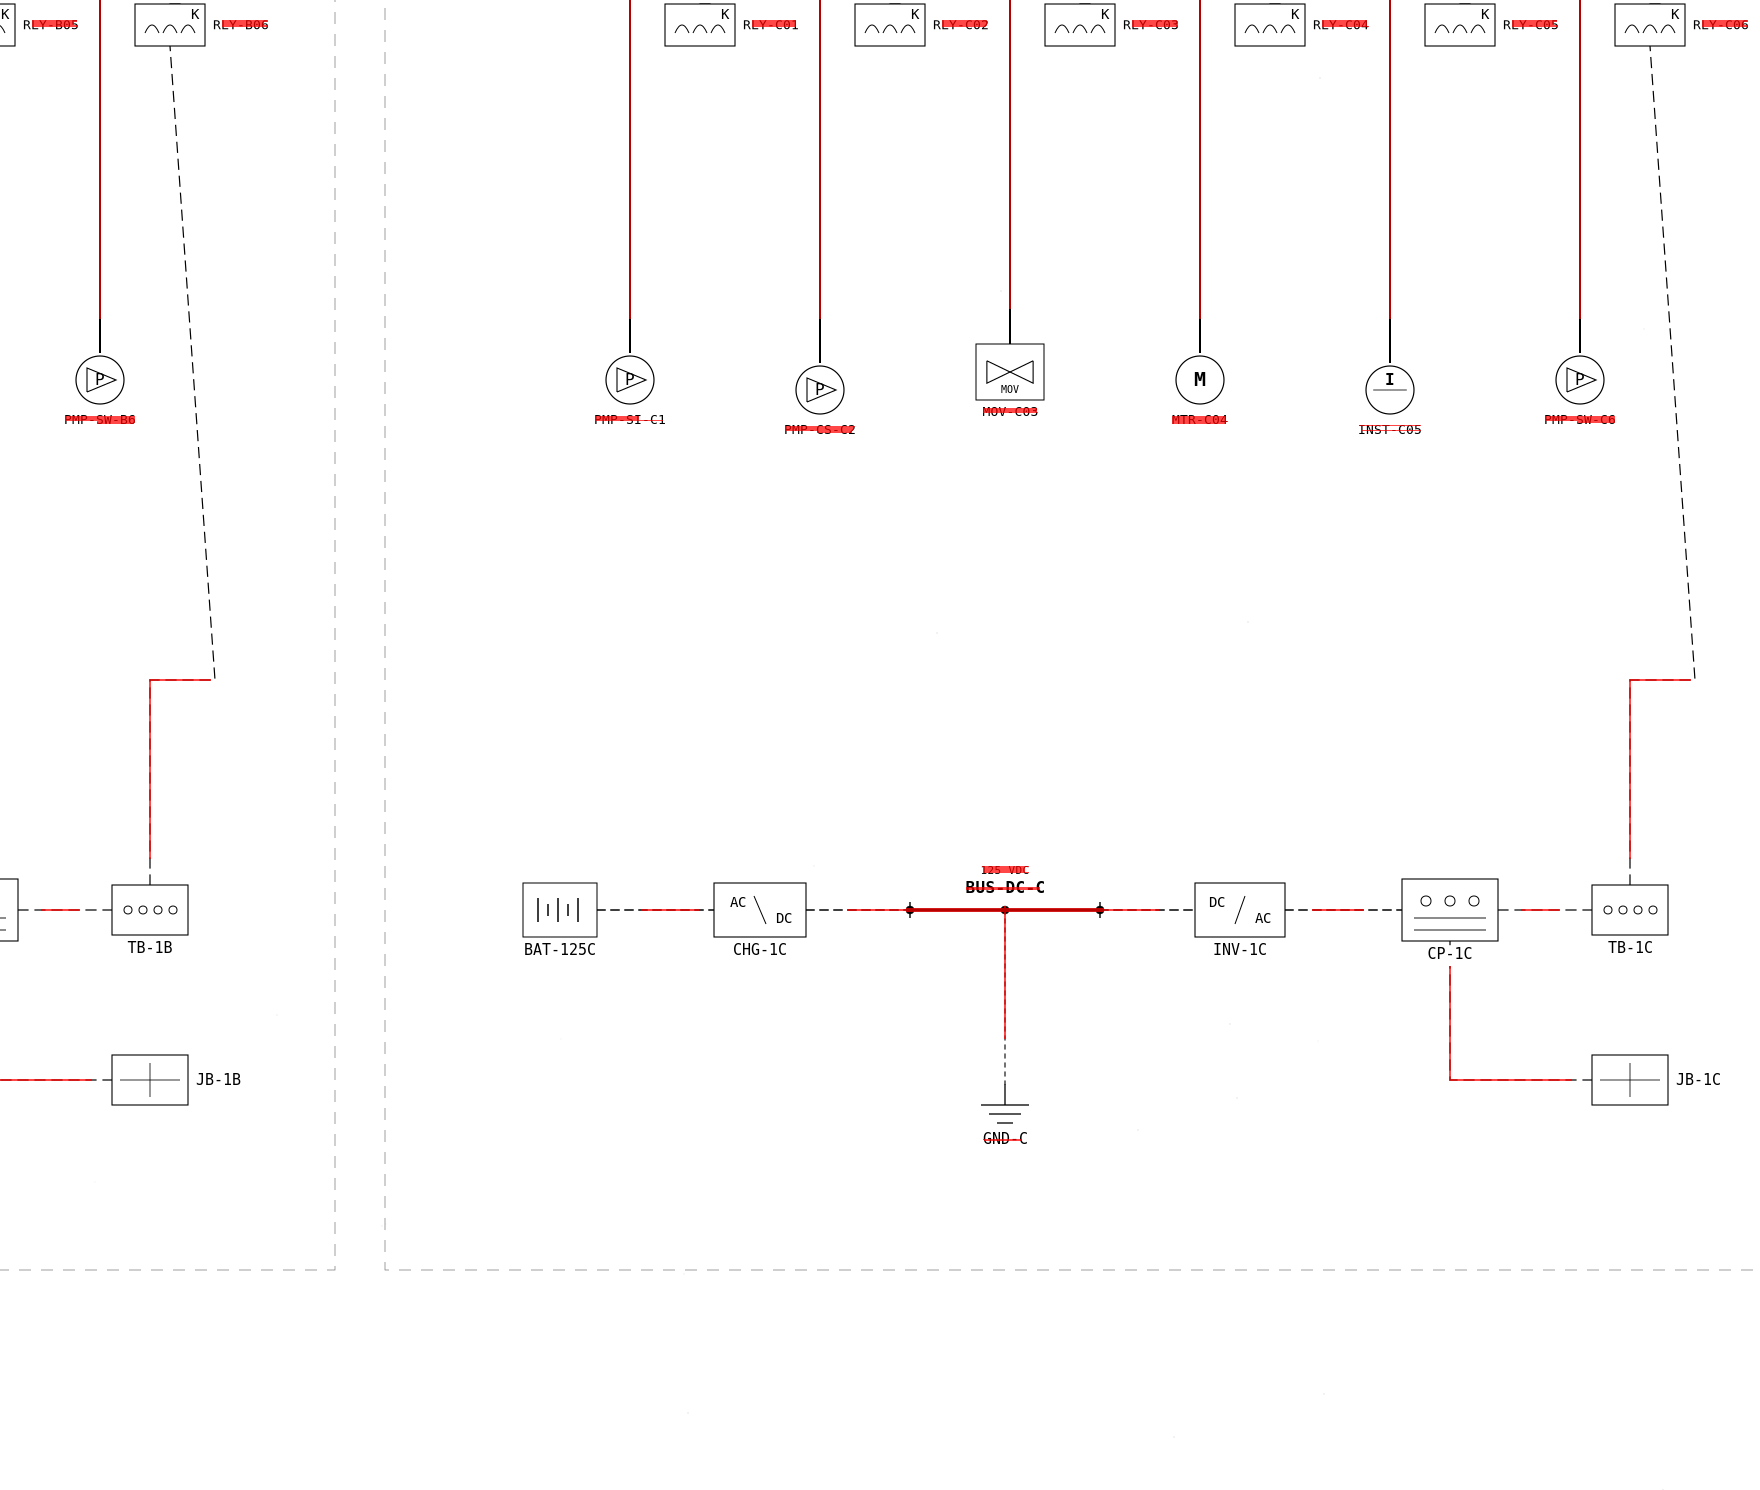 K RLY-B05 K RLY-B06 K RLY-C01 K RLY-C02 K RLY-C03 K RLY-C04 K RLY-C05 K RLY-C06
P
PMP-SW-B6
P
PMP-SI-C1
P
PMP-CS-C2
MOV
MOV-C03
M
MTR-C04
I
INST-C05
P
PMP-SW-C6
TB-1B
JB-1B
BAT-125C
AC
DC
CHG-1C
125 VDC
BUS-DC-C
DC
AC
INV-1C
CP-1C
TB-1C
JB-1C
GND-C